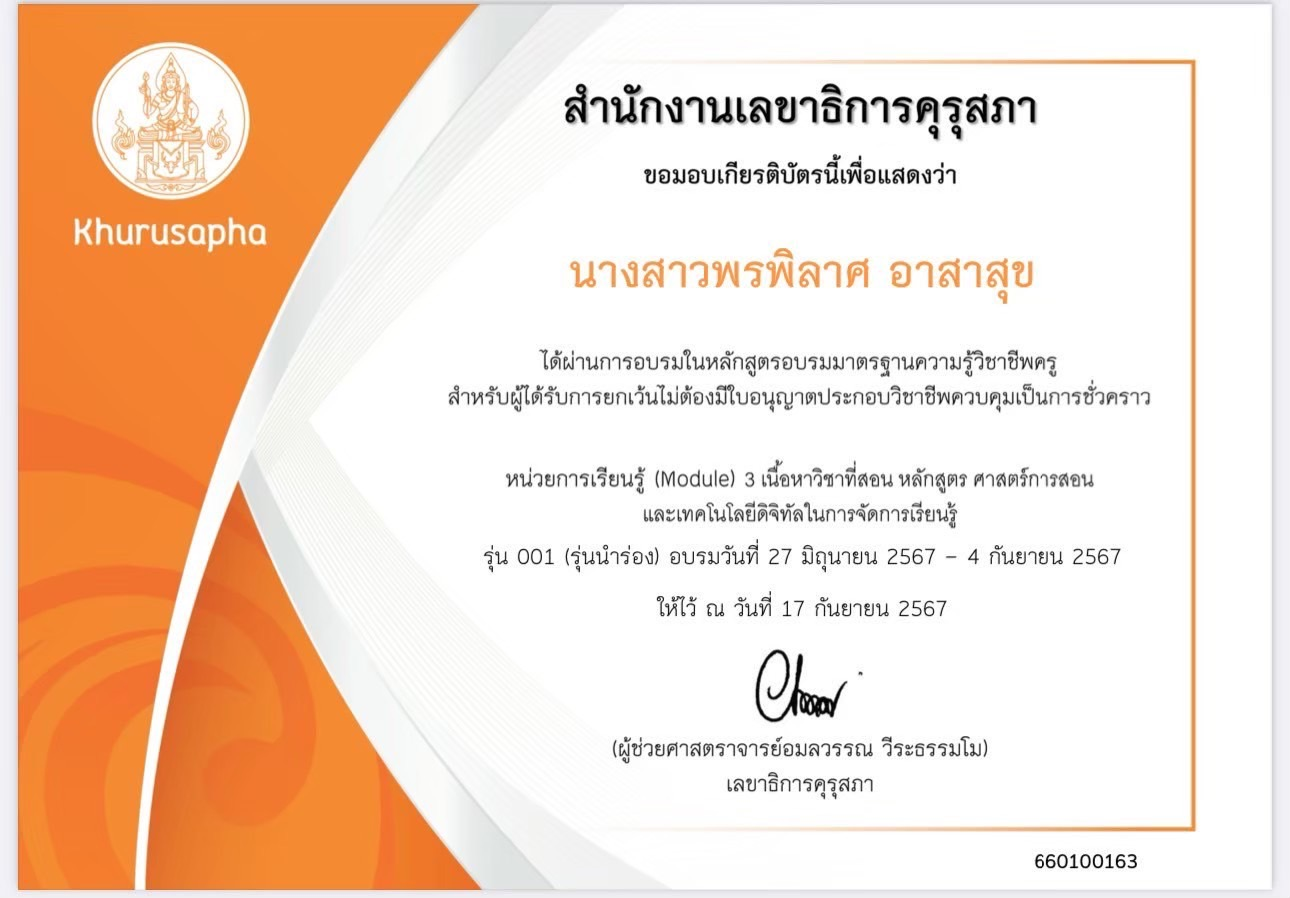 Khurusapha
สำนักงานเลขาธิการคุรุสภา
ขอมอบเกียรติบัตรนี้เพื่อแสดงว่า
นางสาวพรพิลาศ อาสาสุข
ได้ผ่านการอบรมในหลักสูตรอบรมมาตรฐานความรู้วิชาชีพครู
สำหรับผู้ได้รับการยกเว้นไม่ต้องมีใบอนุญาตประกอบวิชาชีพควบคุมเป็นการชั่วคราว
หน่วยการเรียนรู้ (Module) 3 เนื้อหาวิชาที่สอน หลักสูตร ศาสตร์การสอน
และเทคโนโลยีดิจิทัลในการจัดการเรียนรู้
รุ่น 001 (รุ่นนำร่อง) อบรมวันที่ 27 มิถุนายน 2567 – 4 กันยายน 2567
ให้ไว้ ณ วันที่ 17 กันยายน 2567
(ผู้ช่วยศาสตราจารย์อมลวรรณ วีระธรรมโม)
เลขาธิการคุรุสภา
660100163